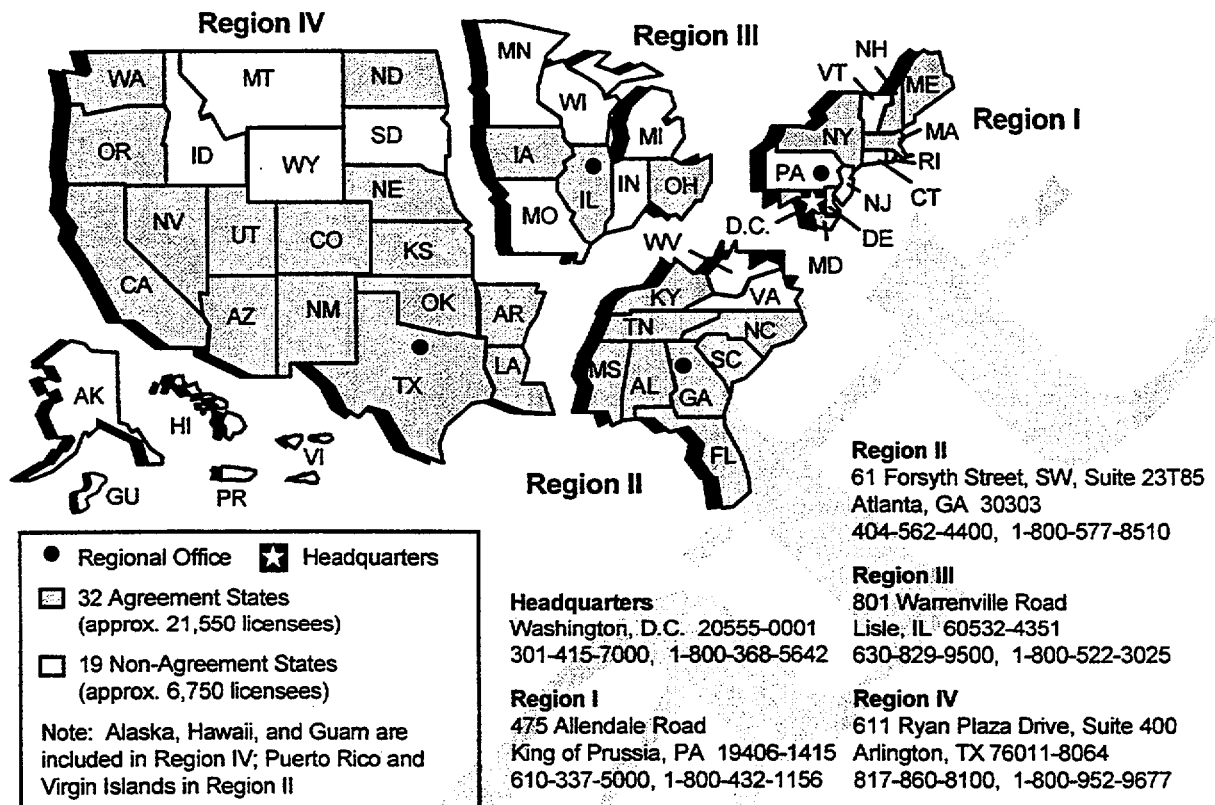 Region IV
Region III
Region I
Region II
WA
MT
ND
OR
ID
WY
SD
NE
NV
UT
CO
KS
CA
AZ
NM
OK
AR
TX
LA
AK
HI
GU
PR
VI
MN
WI
MI
IA
IL
IN
OH
MO
NH
VT
ME
NY
MA
RI
CT
PA
NJ
DE
D.C.
MD
WV
VA
KY
TN
NC
SC
MS
AL
GA
FL
Regional Office
Headquarters
32 Agreement States
(approx. 21,550 licensees)
19 Non-Agreement States
(approx. 6,750 licensees)
Note: Alaska, Hawaii, and Guam are
included in Region IV; Puerto Rico and
Virgin Islands in Region II
Headquarters
Washington, D.C. 20555-0001
301-415-7000, 1-800-368-5642
Region I
475 Allendale Road
King of Prussia, PA 19406-1415
610-337-5000, 1-800-432-1156
Region II
61 Forsyth Street, SW, Suite 23T85
Atlanta, GA 30303
404-562-4400, 1-800-577-8510
Region III
801 Warrenville Road
Lisle, IL 60532-4351
630-829-9500, 1-800-522-3025
Region IV
611 Ryan Plaza Drive, Suite 400
Arlington, TX 76011-8064
817-860-8100, 1-800-952-9677